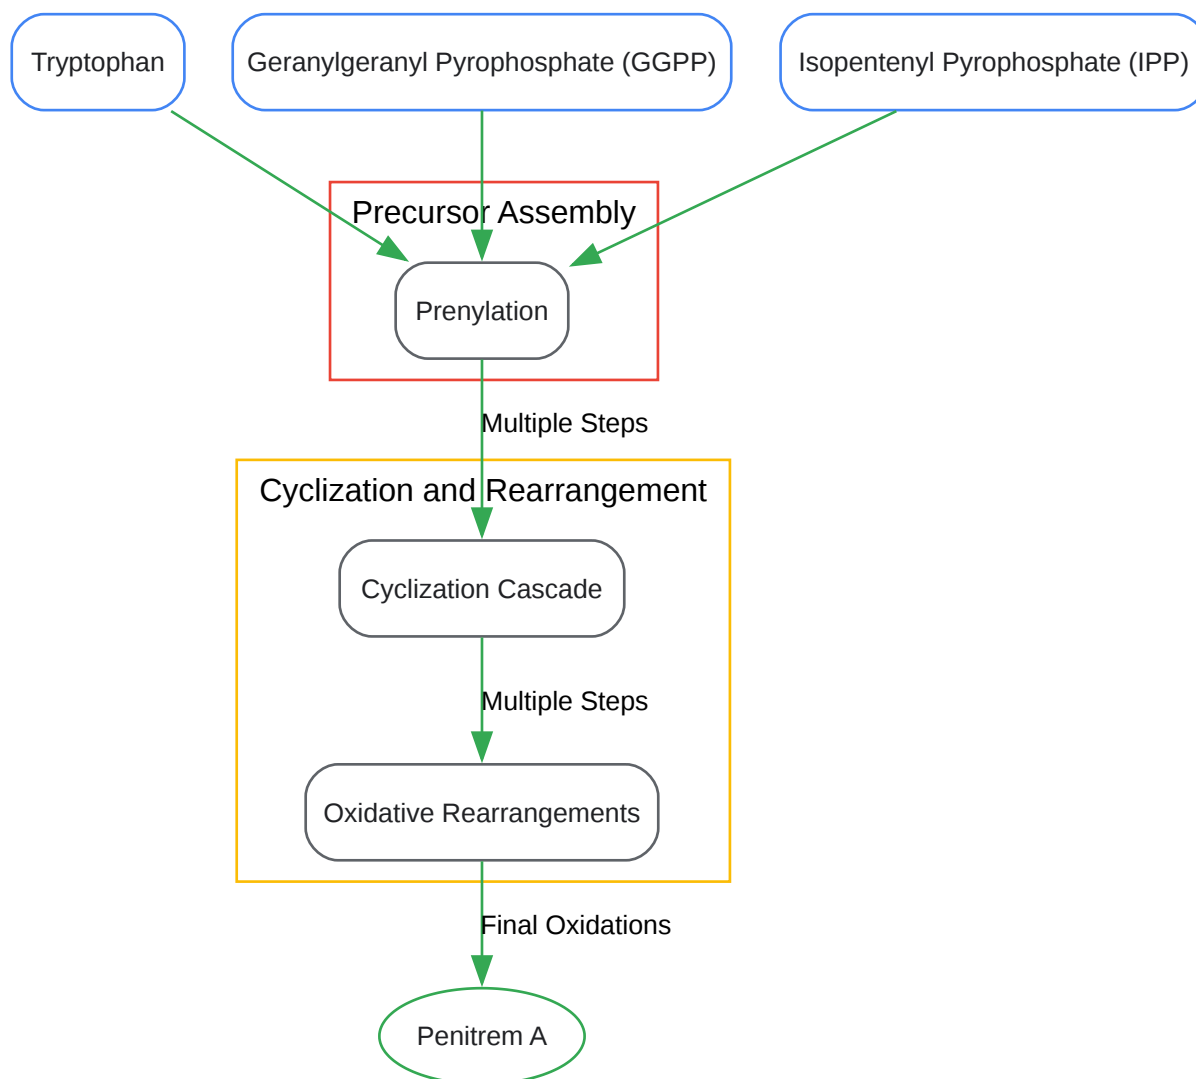 Tryptophan
Geranylgeranyl Pyrophosphate (GGPP)
Isopentenyl Pyrophosphate (IPP)
Precursor Assembly
Prenylation
Multiple Steps
Cyclization and Rearrangement
Cyclization Cascade
Multiple Steps
Oxidative Rearrangements
Final Oxidations
Penitrem A